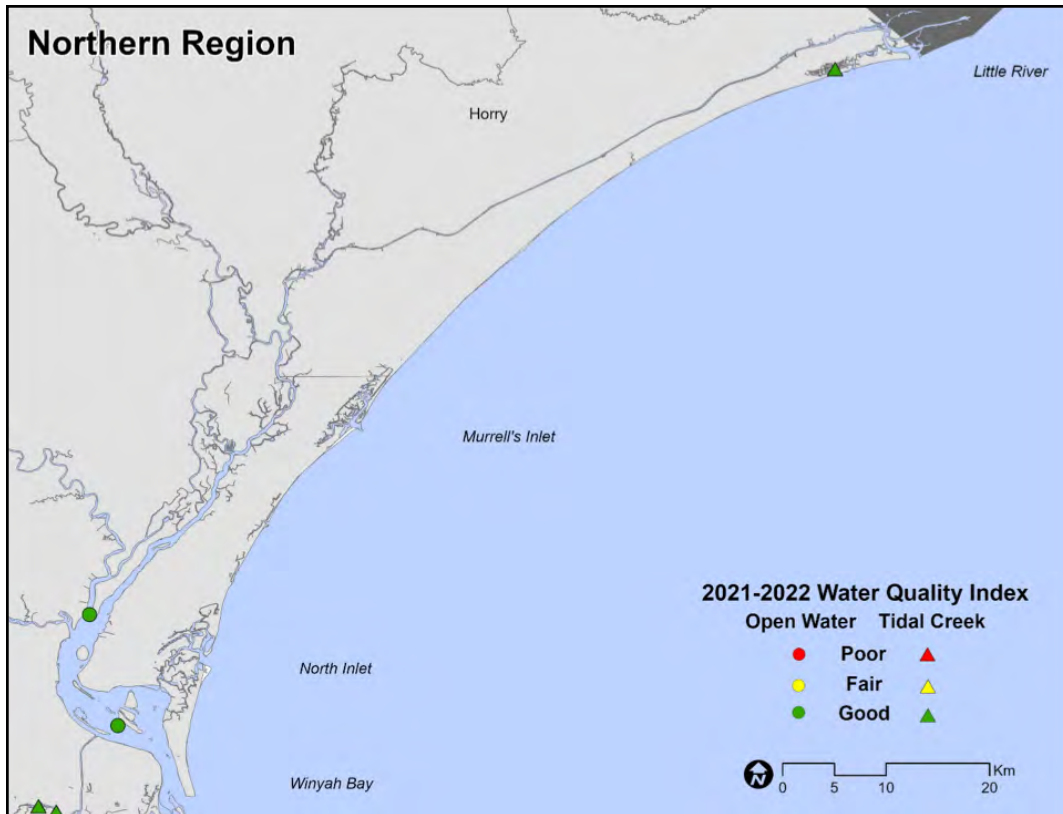 Northern Region
Little River
Horry
Murrell's Inlet
2021-2022 Water Quality Index
Open Water Tidal Creek
Poor
Fair
Good
North Inlet
Winyah Bay
N
Km
0 5 10 20